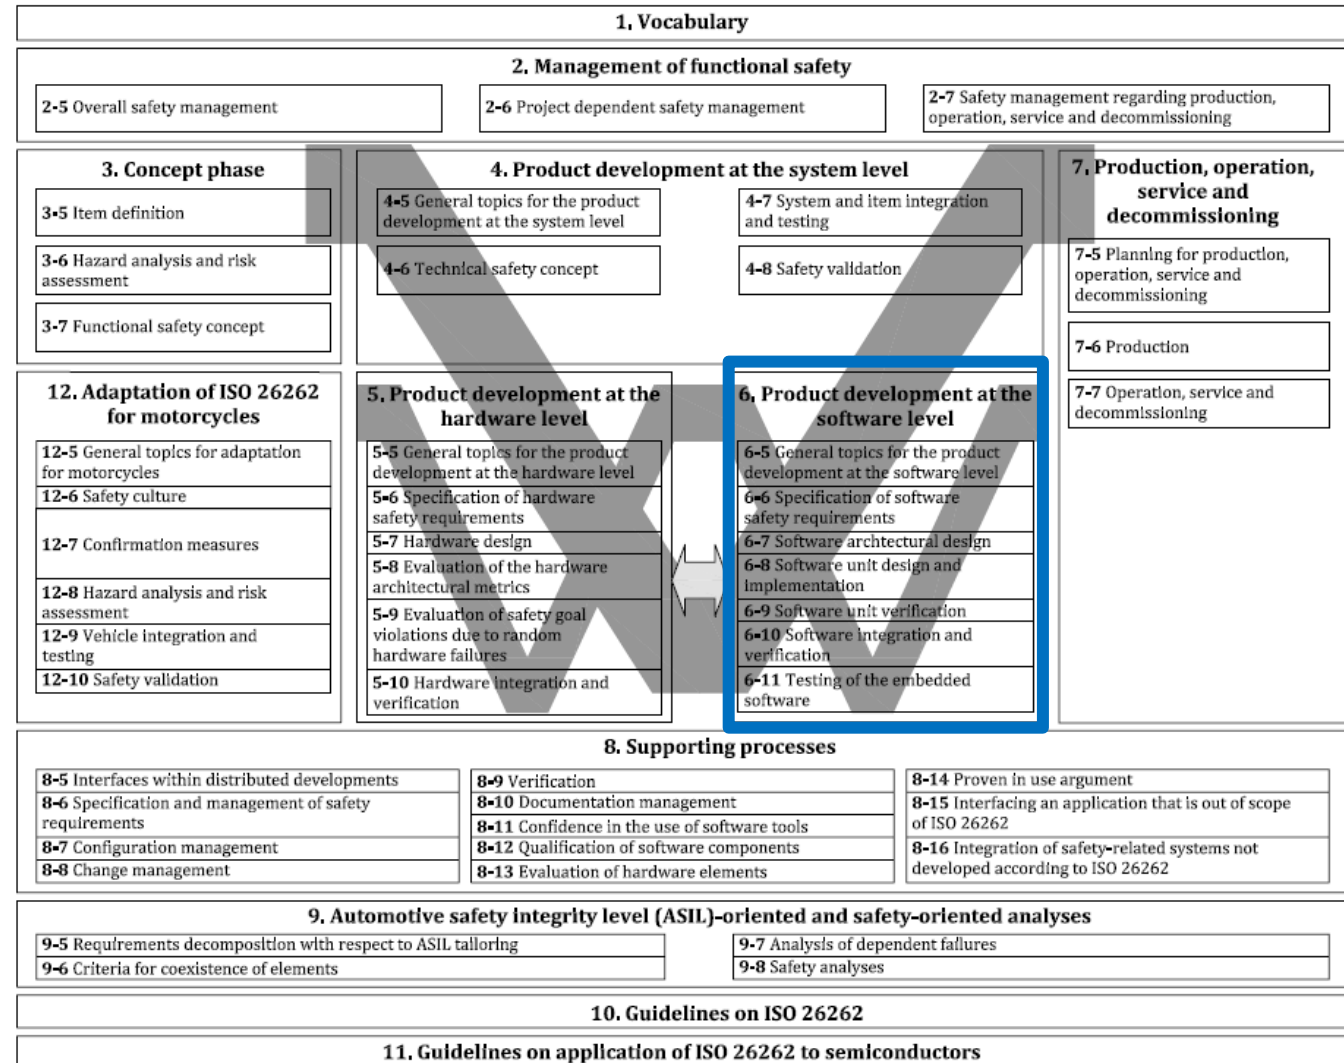 1. Vocabulary
2. Management of functional safety
2-5 Overall safety management
2-6 Project dependent safety management
2-7 Safety management regarding production,
operation, service and decommissioning
3. Concept phase
3-5 Item definition
3-6 Hazard analysis and risk
assessment
3-7 Functional safety concept
4. Product development at the system level
4-5 General topics for the product
development at the system level
4-6 Technical safety concept
4-7 System and item integration
and testing
4-8 Safety validation
7. Production, operation,
service and
decommissioning
7-5 Planning for production,
operation, service and
decommissioning
7-6 Production
7-7 Operation, service and
decommissioning
12. Adaptation of ISO 26262
for motorcycles
12-5 General topics for adaptation
for motorcycles
12-6 Safety culture
12-7 Confirmation measures
12-8 Hazard analysis and risk
assessment
12-9 Vehicle integration and
testing
12-10 Safety validation
5. Product development at the
hardware level
5-5 General topics for the product
development at the hardware level
5-6 Specification of hardware
safety requirements
5-7 Hardware design
5-8 Evaluation of the hardware
architectural metrics
5-9 Evaluation of safety goal
violations due to random
hardware failures
5-10 Hardware integration and
verification
6. Product development at the
software level
6-5 General topics for the product
development at the software level
6-6 Specification of software
safety requirements
6-7 Software archtectural design
6-8 Software unit design and
implementation
6-9 Software unit verification
6-10 Software integration and
verification
6-11 Testing of the embedded
software
8. Supporting processes
8-5 Interfaces within distributed developments
8-6 Specification and management of safety
requirements
8-7 Configuration management
8-8 Change management
8-9 Verification
8-10 Documentation management
8-11 Confidence in the use of software tools
8-12 Qualification of software components
8-13 Evaluation of hardware elements
8-14 Proven in use argument
8-15 Interfacing an application that is out of scope
of ISO 26262
8-16 Integration of safety-related systems not
developed according to ISO 26262
9. Automotive safety integrity level (ASIL)-oriented and safety-oriented analyses
9-5 Requirements decomposition with respect to ASIL tailoring
9-6 Criteria for coexistence of elements
9-7 Analysis of dependent failures
9-8 Safety analyses
10. Guidelines on ISO 26262
11. Guidelines on application of ISO 26262 to semiconductors